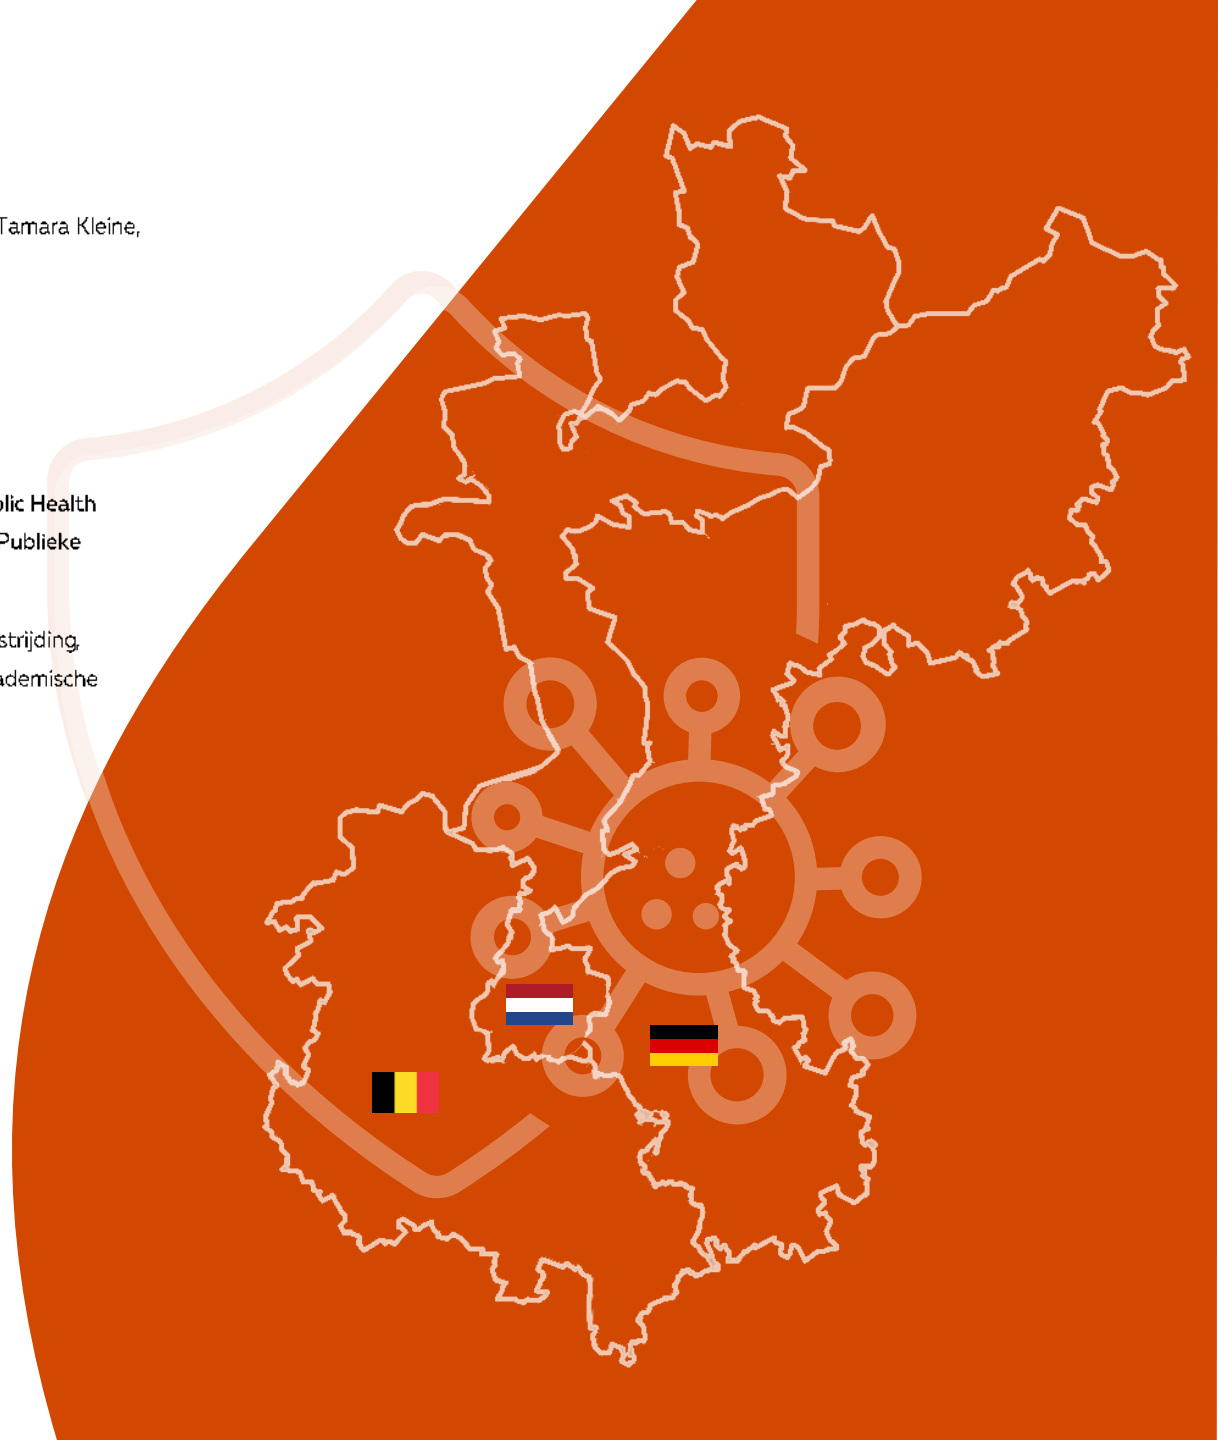 Tamara Kleine,
lic Health
Publieke
strijding,
ademische